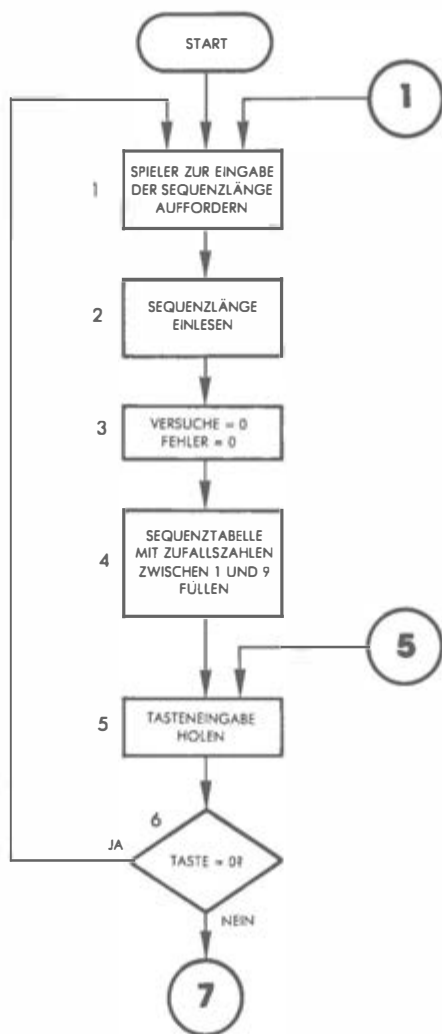 START
1
1
SPIELER ZUR EINGABE
DER SEQUENZLÄNGE
AUFFORDERN
2
SEQUENZLÄNGE
EINLESEN
3
VERSUCHE = 0
FEHLER = 0
4
SEQUENZTABELLE
MIT ZUFALLSZAHLEN
ZWISCHEN 1 UND 9
FÜLLEN
5
5
TASTENEINGABE
HOLEN
6
JA
TASTE = 0?
NEIN
7